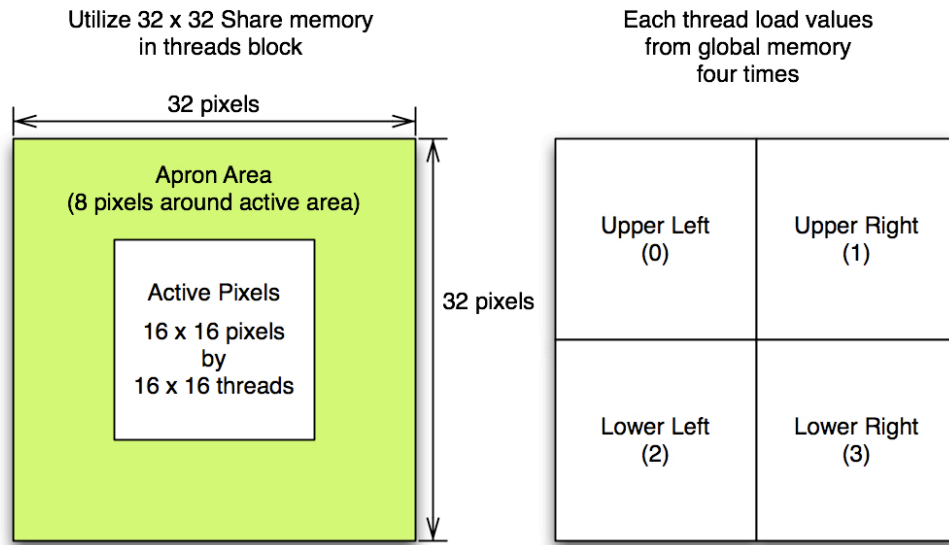 Utilize 32 x 32 Share memory
in threads block
32 pixels
Apron Area
(8 pixels around active area)
Active Pixels
16 x 16 pixels
by
16 x 16 threads
32 pixels
Each thread load values
from global memory
four times
Upper Left
(0)
Upper Right
(1)
Lower Left
(2)
Lower Right
(3)